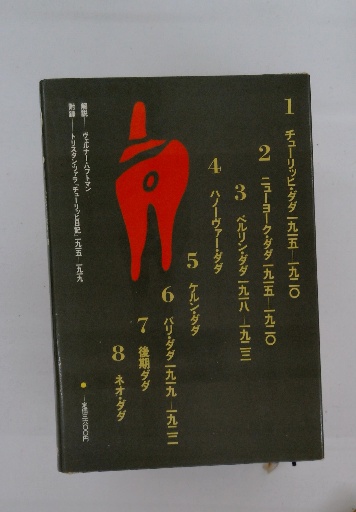 1 チューリッヒ・ダダ 一九一五—一九二〇
2 ニューヨーク・ダダ 一九一五—一九二〇
3 ベルリン・ダダ 一九一八—一九二三
4 ハノーヴァー・ダダ
5 ケルン・ダダ
6 パリ・ダダ 一九一九—一九二二
7 後期ダダ
8 ネオ・ダダ
解説——ヴェルナー・ハフトマン
附録——トリスタン・ツァラ「チューリッヒ日記」一九一五—一九一九